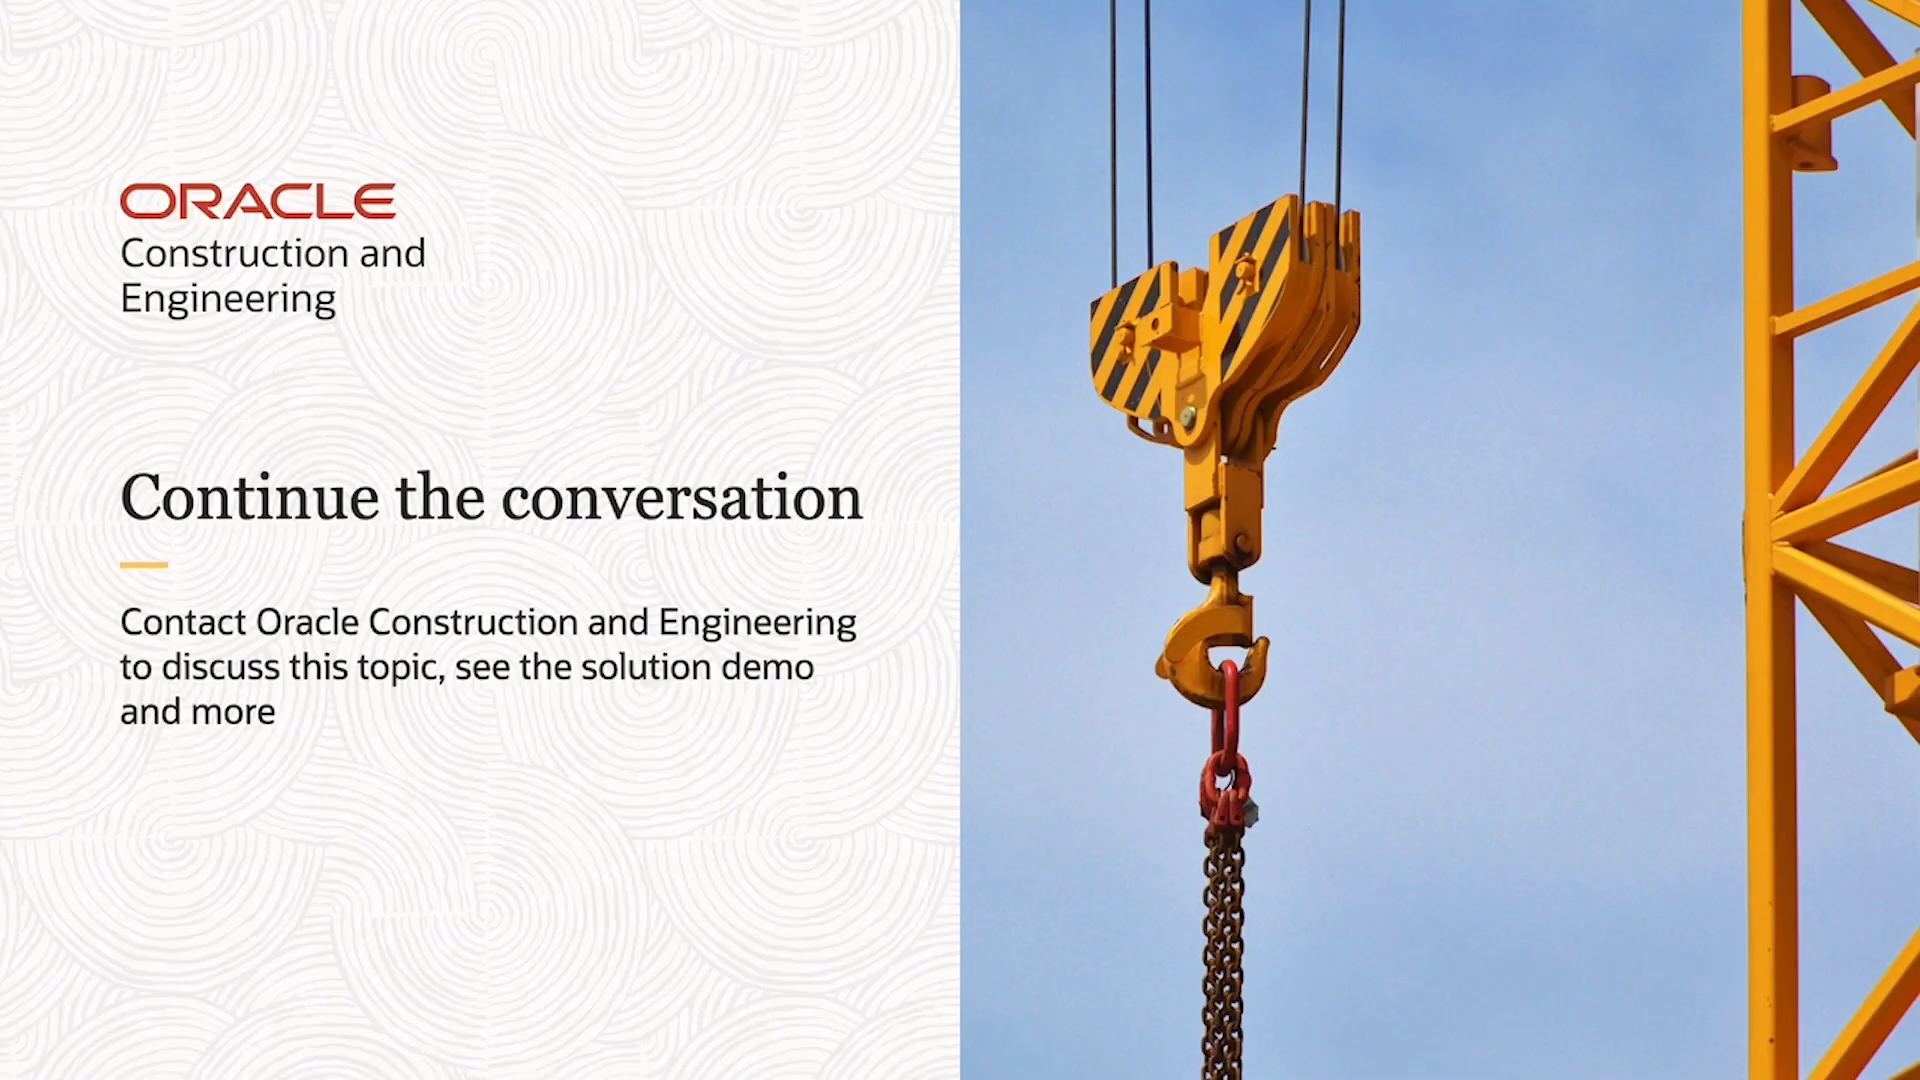 ORACLE
Construction and
Engineering
Continue the conversation
Contact Oracle Construction and Engineering
to discuss this topic, see the solution demo
and more